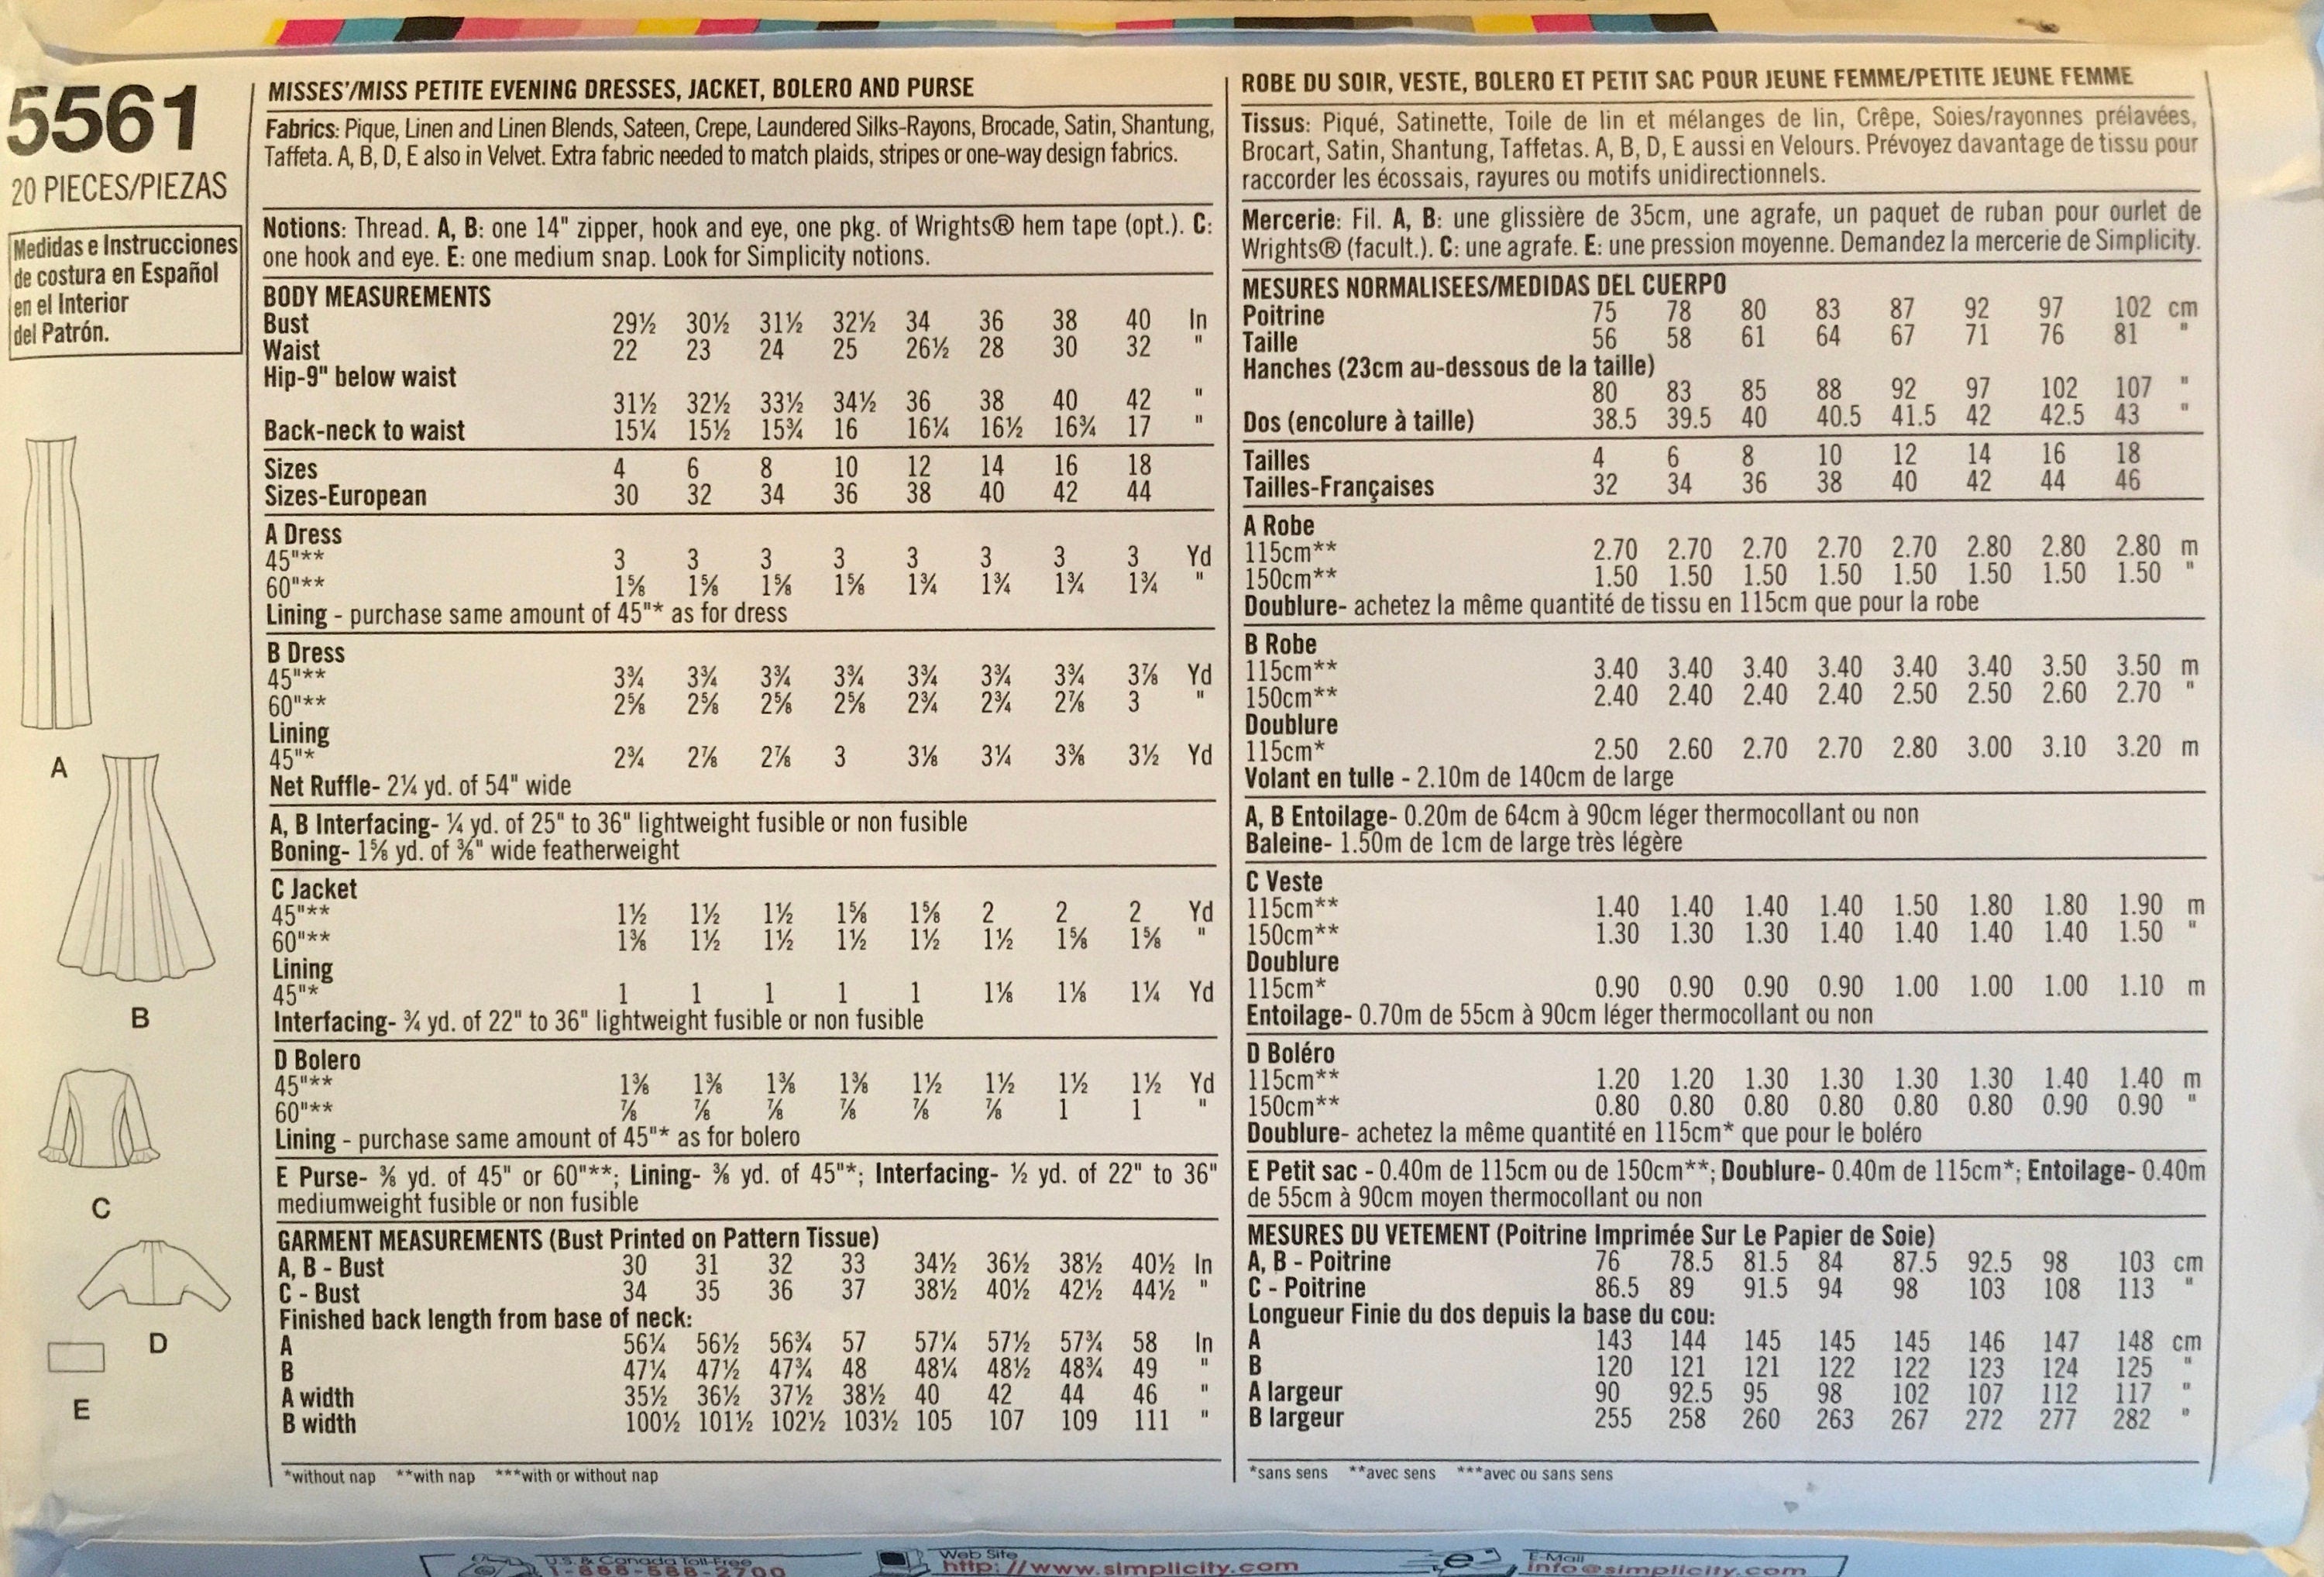 5561
20 PIECES/PIEZAS
Medidas e Instrucciones
de costura en Español
en el Interior
del Patrón.
A
B
C
D
E
MISSES'/MISS PETITE EVENING DRESSES, JACKET, BOLERO AND PURSE
Fabrics: Pique, Linen and Linen Blends, Sateen, Crepe, Laundered Silks-Rayons, Brocade, Satin, Shantung,
Taffeta. A, B, D, E also in Velvet. Extra fabric needed to match plaids, stripes or one-way design fabrics.
Notions: Thread. A, B: one 14" zipper, hook and eye, one pkg. of Wrights® hem tape (opt.). C:
one hook and eye. E: one medium snap. Look for Simplicity notions.
BODY MEASUREMENTS
Bust 29½ 30½ 31½ 32½ 34 36 38 40 In
Waist 22 23 24 25 26½ 28 30 32 "
Hip-9" below waist
31½ 32½ 33½ 34½ 36 38 40 42 "
Back-neck to waist 15¼ 15½ 15¾ 16 16¼ 16½ 16¾ 17 "
Sizes 4 6 8 10 12 14 16 18
Sizes-European 30 32 34 36 38 40 42 44
A Dress
45"** 3 3 3 3 3 3 3 3 Yd
60"** 1⅝ 1⅝ 1⅝ 1⅝ 1¾ 1¾ 1¾ 1¾ "
Lining - purchase same amount of 45"* as for dress
B Dress
45"** 3¾ 3¾ 3¾ 3¾ 3¾ 3¾ 3¾ 3⅞ Yd
60"** 2⅝ 2⅝ 2⅝ 2⅝ 2¾ 2¾ 2⅞ 3 "
Lining
45"* 2¾ 2⅞ 2⅞ 3 3⅛ 3¼ 3⅜ 3½ Yd
Net Ruffle- 2¼ yd. of 54" wide
A, B Interfacing- ¼ yd. of 25" to 36" lightweight fusible or non fusible
Boning- 1⅝ yd. of ⅜" wide featherweight
C Jacket
45"** 1½ 1½ 1½ 1⅝ 1⅝ 2 2 2 Yd
60"** 1⅜ 1½ 1½ 1½ 1½ 1½ 1⅝ 1⅝ "
Lining
45"* 1 1 1 1 1 1⅛ 1⅛ 1¼ Yd
Interfacing- ¾ yd. of 22" to 36" lightweight fusible or non fusible
D Bolero
45"** 1⅜ 1⅜ 1⅜ 1⅜ 1½ 1½ 1½ 1½ Yd
60"** ⅞ ⅞ ⅞ ⅞ ⅞ ⅞ 1 1 "
Lining - purchase same amount of 45"* as for bolero
E Purse- ⅜ yd. of 45" or 60"**; Lining- ⅜ yd. of 45"*; Interfacing- ½ yd. of 22" to 36"
mediumweight fusible or non fusible
GARMENT MEASUREMENTS (Bust Printed on Pattern Tissue)
A, B - Bust 30 31 32 33 34½ 36½ 38½ 40½ In
C - Bust 34 35 36 37 38½ 40½ 42½ 44½ "
Finished back length from base of neck:
A 56¼ 56½ 56¾ 57 57¼ 57½ 57¾ 58 In
B 47¼ 47½ 47¾ 48 48¼ 48½ 48¾ 49 "
A width 35½ 36½ 37½ 38½ 40 42 44 46 "
B width 100½ 101½ 102½ 103½ 105 107 109 111 "
*without nap **with nap ***with or without nap
ROBE DU SOIR, VESTE, BOLERO ET PETIT SAC POUR JEUNE FEMME/PETITE JEUNE FEMME
Tissus: Piqué, Satinette, Toile de lin et mélanges de lin, Crêpe, Soies/rayonnes prélavées,
Brocart, Satin, Shantung, Taffetas. A, B, D, E aussi en Velours. Prévoyez davantage de tissu pour
raccorder les écossais, rayures ou motifs unidirectionnels.
Mercerie: Fil. A, B: une glissière de 35cm, une agrafe, un paquet de ruban pour ourlet de
Wrights® (facult.). C: une agrafe. E: une pression moyenne. Demandez la mercerie de Simplicity.
MESURES NORMALISEES/MEDIDAS DEL CUERPO
Poitrine 75 78 80 83 87 92 97 102 cm
Taille 56 58 61 64 67 71 76 81 "
Hanches (23cm au-dessous de la taille)
80 83 85 88 92 97 102 107 "
Dos (encolure à taille) 38.5 39.5 40 40.5 41.5 42 42.5 43 "
Tailles 4 6 8 10 12 14 16 18
Tailles-Françaises 32 34 36 38 40 42 44 46
A Robe
115cm** 2.70 2.70 2.70 2.70 2.70 2.80 2.80 2.80 m
150cm** 1.50 1.50 1.50 1.50 1.50 1.50 1.50 1.50 "
Doublure- achetez la même quantité de tissu en 115cm que pour la robe
B Robe
115cm** 3.40 3.40 3.40 3.40 3.40 3.40 3.50 3.50 m
150cm** 2.40 2.40 2.40 2.40 2.50 2.50 2.60 2.70 "
Doublure
115cm* 2.50 2.60 2.70 2.70 2.80 3.00 3.10 3.20 m
Volant en tulle - 2.10m de 140cm de large
A, B Entoilage- 0.20m de 64cm à 90cm léger thermocollant ou non
Baleine- 1.50m de 1cm de large très légère
C Veste
115cm** 1.40 1.40 1.40 1.40 1.50 1.80 1.80 1.90 m
150cm** 1.30 1.30 1.30 1.40 1.40 1.40 1.40 1.50 "
Doublure
115cm* 0.90 0.90 0.90 0.90 1.00 1.00 1.00 1.10 m
Entoilage- 0.70m de 55cm à 90cm léger thermocollant ou non
D Boléro
115cm** 1.20 1.20 1.30 1.30 1.30 1.30 1.40 1.40 m
150cm** 0.80 0.80 0.80 0.80 0.80 0.80 0.90 0.90 "
Doublure- achetez la même quantité en 115cm* que pour le boléro
E Petit sac - 0.40m de 115cm ou de 150cm**; Doublure- 0.40m de 115cm*; Entoilage- 0.40m
de 55cm à 90cm moyen thermocollant ou non
MESURES DU VETEMENT (Poitrine Imprimée Sur Le Papier de Soie)
A, B - Poitrine 76 78.5 81.5 84 87.5 92.5 98 103 cm
C - Poitrine 86.5 89 91.5 94 98 103 108 113 "
Longueur Finie du dos depuis la base du cou:
A 143 144 145 145 145 146 147 148 cm
B 120 121 121 122 122 123 124 125 "
A largeur 90 92.5 95 98 102 107 112 117 "
B largeur 255 258 260 263 267 272 277 282 "
*sans sens **avec sens ***avec ou sans sens
U.S. & Canada Toll-Free
1-888-588-2700
Web Site
http://www.simplicity.com
E-Mail
info@simplicity.com